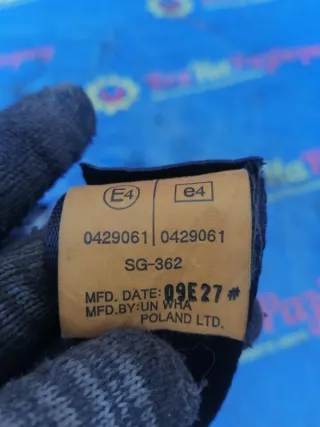 E4 e4
0429061 0429061
SG-362
MFD. DATE: 09E27#
MFD.BY: UN WHA
POLAND LTD.